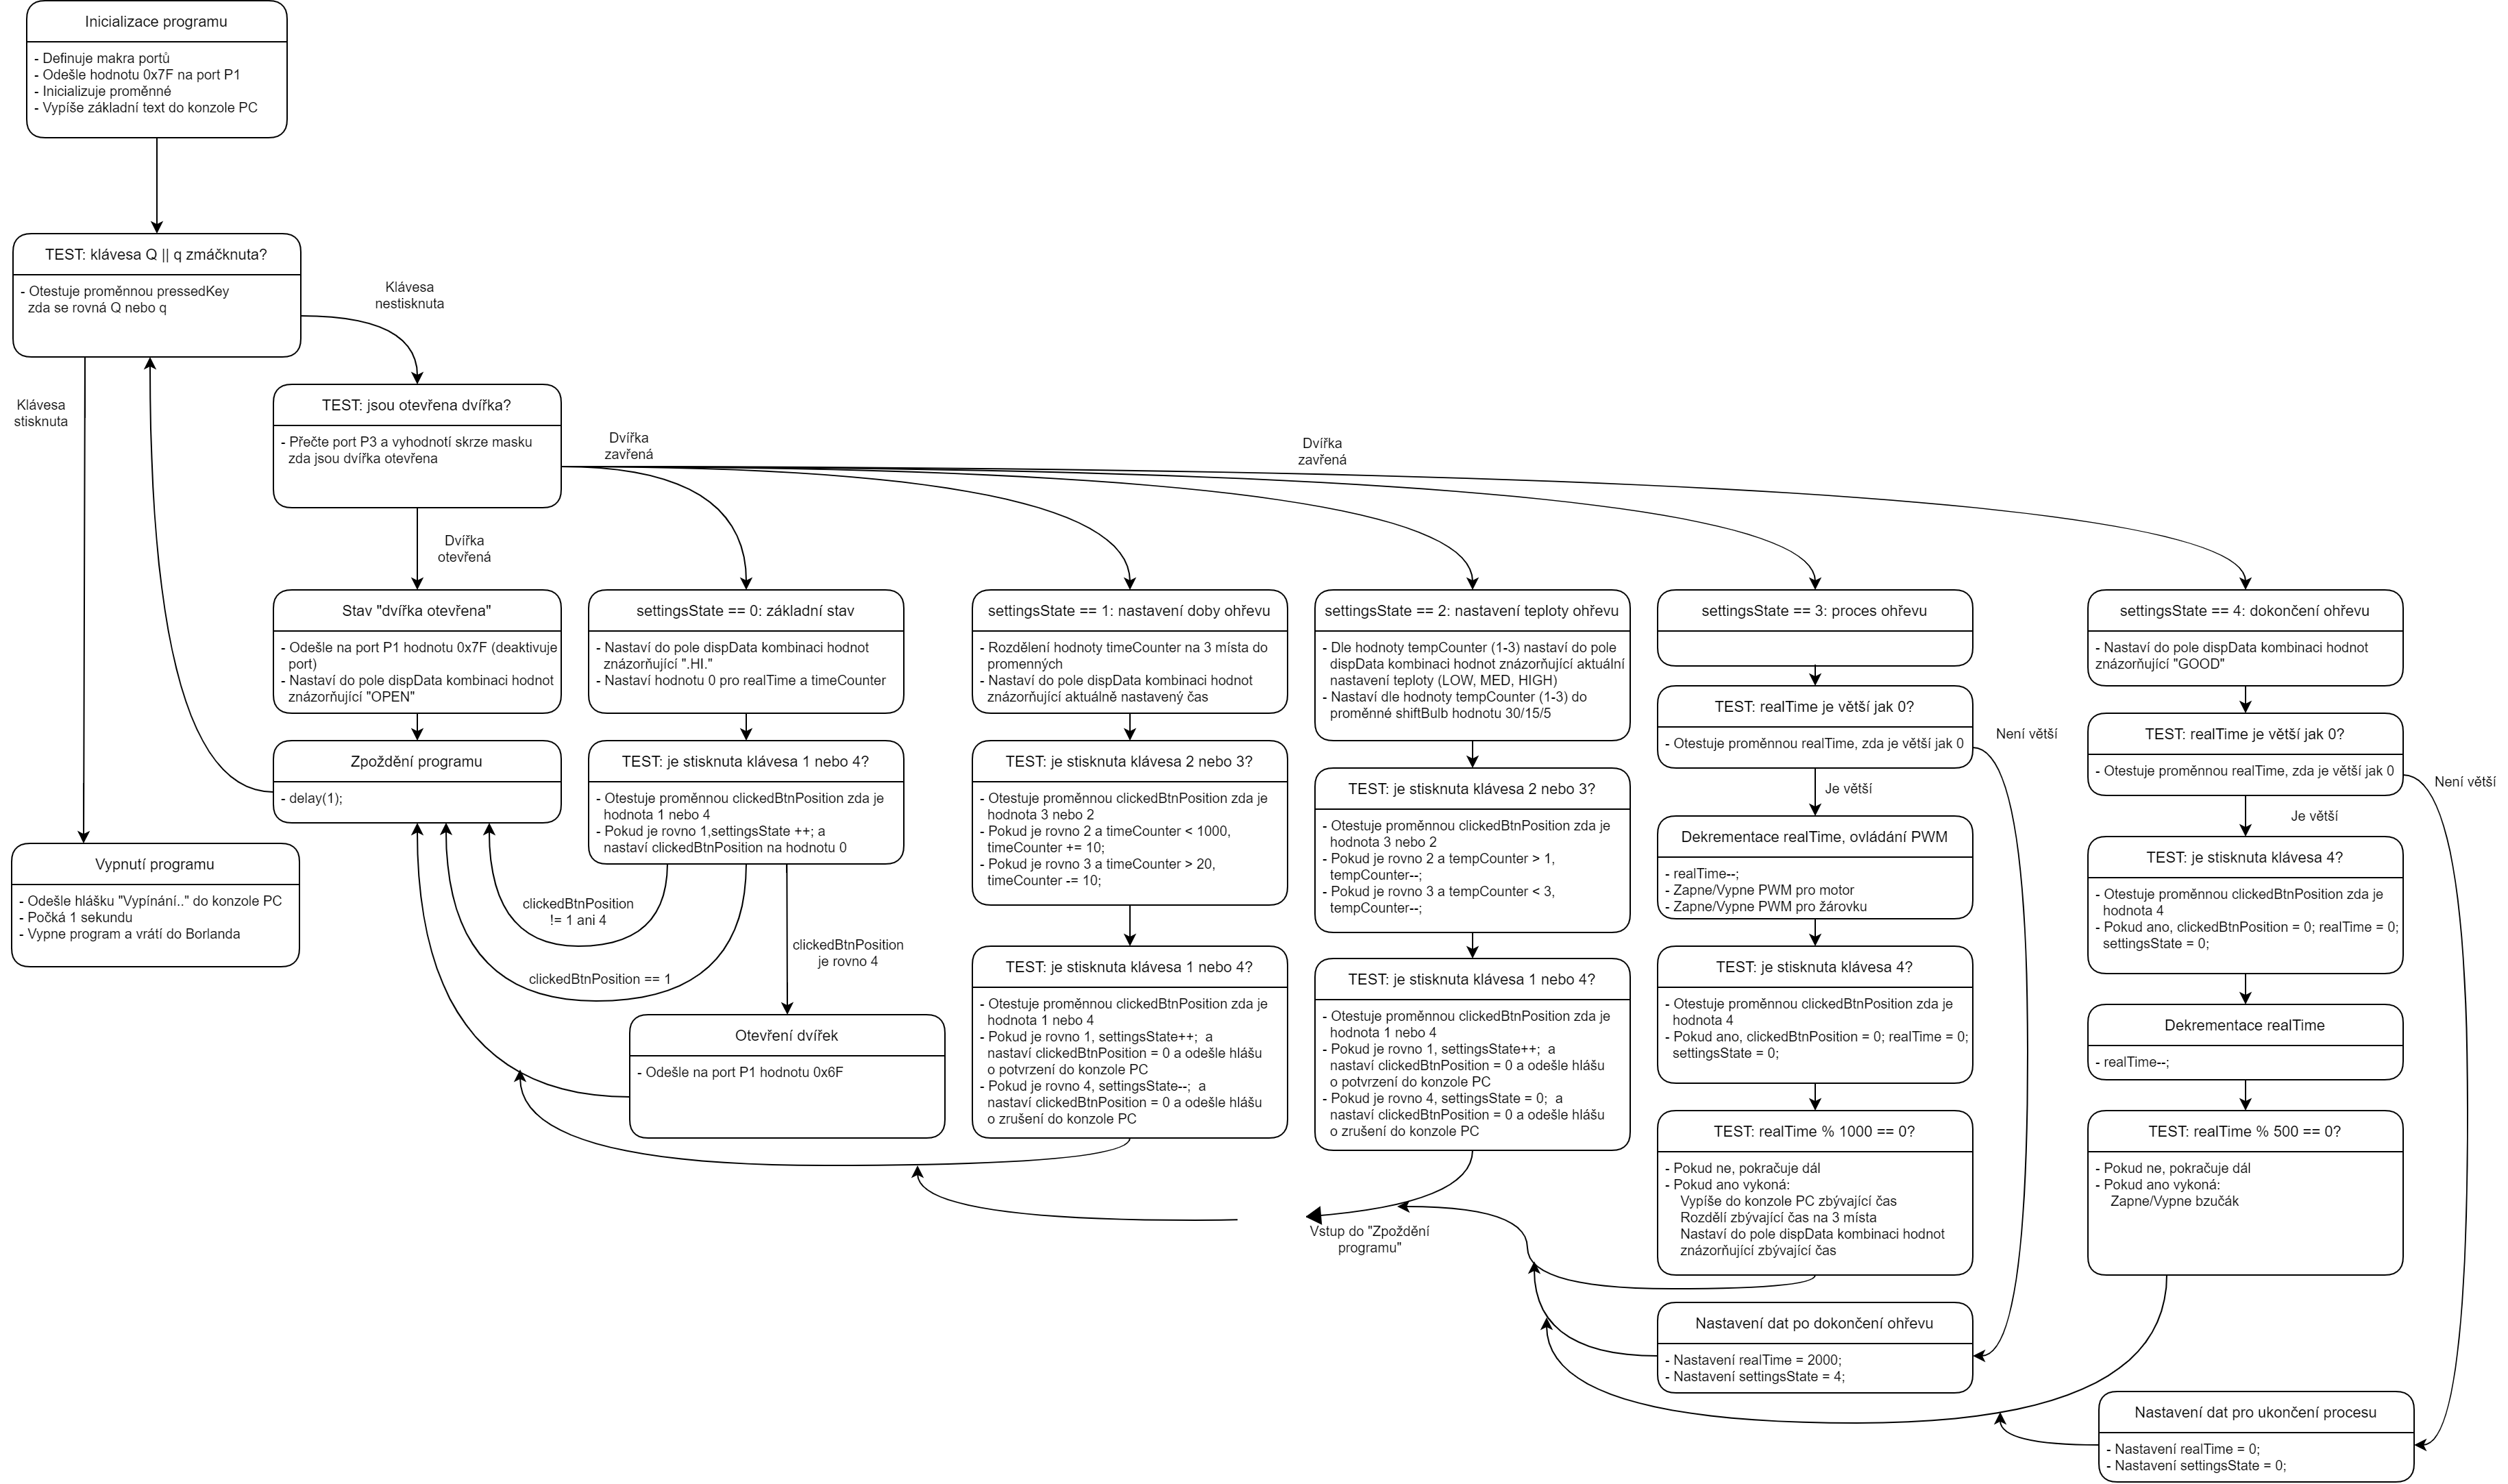 Inicializace programu
- Definuje makra portů
- Odešle hodnotu 0x7F na port P1
- Inicializuje proměnné
- Vypíše základní text do konzole PC
TEST: klávesa Q || q zmáčknuta?
- Otestuje proměnnou pressedKey
zda se rovná Q nebo q
Klávesa
nestisknuta
Klávesa
stisknuta
TEST: jsou otevřena dvířka?
- Přečte port P3 a vyhodnotí skrze masku
zda jsou dvířka otevřena
Dvířka
zavřená
Dvířka
zavřená
Dvířka
otevřená
Stav "dvířka otevřena"
- Odešle na port P1 hodnotu 0x7F (deaktivuje
port)
- Nastaví do pole dispData kombinaci hodnot
znázorňující "OPEN"
Zpoždění programu
- delay(1);
Vypnutí programu
- Odešle hlášku "Vypínání.." do konzole PC
- Počká 1 sekundu
- Vypne program a vrátí do Borlanda
settingsState == 0: základní stav
- Nastaví do pole dispData kombinaci hodnot
znázorňující ".HI."
- Nastaví hodnotu 0 pro realTime a timeCounter
TEST: je stisknuta klávesa 1 nebo 4?
- Otestuje proměnnou clickedBtnPosition zda je
hodnota 1 nebo 4
- Pokud je rovno 1,settingsState ++; a
nastaví clickedBtnPosition na hodnotu 0
clickedBtnPosition
!= 1 ani 4
clickedBtnPosition == 1
clickedBtnPosition
je rovno 4
Otevření dvířek
- Odešle na port P1 hodnotu 0x6F
settingsState == 1: nastavení doby ohřevu
- Rozdělení hodnoty timeCounter na 3 místa do
promenných
- Nastaví do pole dispData kombinaci hodnot
znázorňující aktuálně nastavený čas
TEST: je stisknuta klávesa 2 nebo 3?
- Otestuje proměnnou clickedBtnPosition zda je
hodnota 3 nebo 2
- Pokud je rovno 2 a timeCounter < 1000,
timeCounter += 10;
- Pokud je rovno 3 a timeCounter > 20,
timeCounter -= 10;
TEST: je stisknuta klávesa 1 nebo 4?
- Otestuje proměnnou clickedBtnPosition zda je
hodnota 1 nebo 4
- Pokud je rovno 1, settingsState++; a
nastaví clickedBtnPosition = 0 a odešle hlášu
o potvrzení do konzole PC
- Pokud je rovno 4, settingsState--; a
nastaví clickedBtnPosition = 0 a odešle hlášu
o zrušení do konzole PC
settingsState == 2: nastavení teploty ohřevu
- Dle hodnoty tempCounter (1-3) nastaví do pole
dispData kombinaci hodnot znázorňující aktuální
nastavení teploty (LOW, MED, HIGH)
- Nastaví dle hodnoty tempCounter (1-3) do
proměnné shiftBulb hodnotu 30/15/5
TEST: je stisknuta klávesa 2 nebo 3?
- Otestuje proměnnou clickedBtnPosition zda je
hodnota 3 nebo 2
- Pokud je rovno 2 a tempCounter > 1,
tempCounter--;
- Pokud je rovno 3 a tempCounter < 3,
tempCounter--;
TEST: je stisknuta klávesa 1 nebo 4?
- Otestuje proměnnou clickedBtnPosition zda je
hodnota 1 nebo 4
- Pokud je rovno 1, settingsState++; a
nastaví clickedBtnPosition = 0 a odešle hlášu
o potvrzení do konzole PC
- Pokud je rovno 4, settingsState = 0; a
nastaví clickedBtnPosition = 0 a odešle hlášu
o zrušení do konzole PC
Vstup do "Zpoždění
programu"
settingsState == 3: proces ohřevu
TEST: realTime je větší jak 0?
- Otestuje proměnnou realTime, zda je větší jak 0
Není větší
Je větší
Dekrementace realTime, ovládání PWM
- realTime--;
- Zapne/Vypne PWM pro motor
- Zapne/Vypne PWM pro žárovku
TEST: je stisknuta klávesa 4?
- Otestuje proměnnou clickedBtnPosition zda je
hodnota 4
- Pokud ano, clickedBtnPosition = 0; realTime = 0;
settingsState = 0;
TEST: realTime % 1000 == 0?
- Pokud ne, pokračuje dál
- Pokud ano vykoná:
Vypíše do konzole PC zbývající čas
Rozdělí zbývající čas na 3 místa
Nastaví do pole dispData kombinaci hodnot
znázorňující zbývající čas
Nastavení dat po dokončení ohřevu
- Nastavení realTime = 2000;
- Nastavení settingsState = 4;
settingsState == 4: dokončení ohřevu
- Nastaví do pole dispData kombinaci hodnot
znázorňující "GOOD"
TEST: realTime je větší jak 0?
- Otestuje proměnnou realTime, zda je větší jak 0
Není větší
Je větší
TEST: je stisknuta klávesa 4?
- Otestuje proměnnou clickedBtnPosition zda je
hodnota 4
- Pokud ano, clickedBtnPosition = 0; realTime = 0;
settingsState = 0;
Dekrementace realTime
- realTime--;
TEST: realTime % 500 == 0?
- Pokud ne, pokračuje dál
- Pokud ano vykoná:
Zapne/Vypne bzučák
Nastavení dat pro ukončení procesu
- Nastavení realTime = 0;
- Nastavení settingsState = 0;